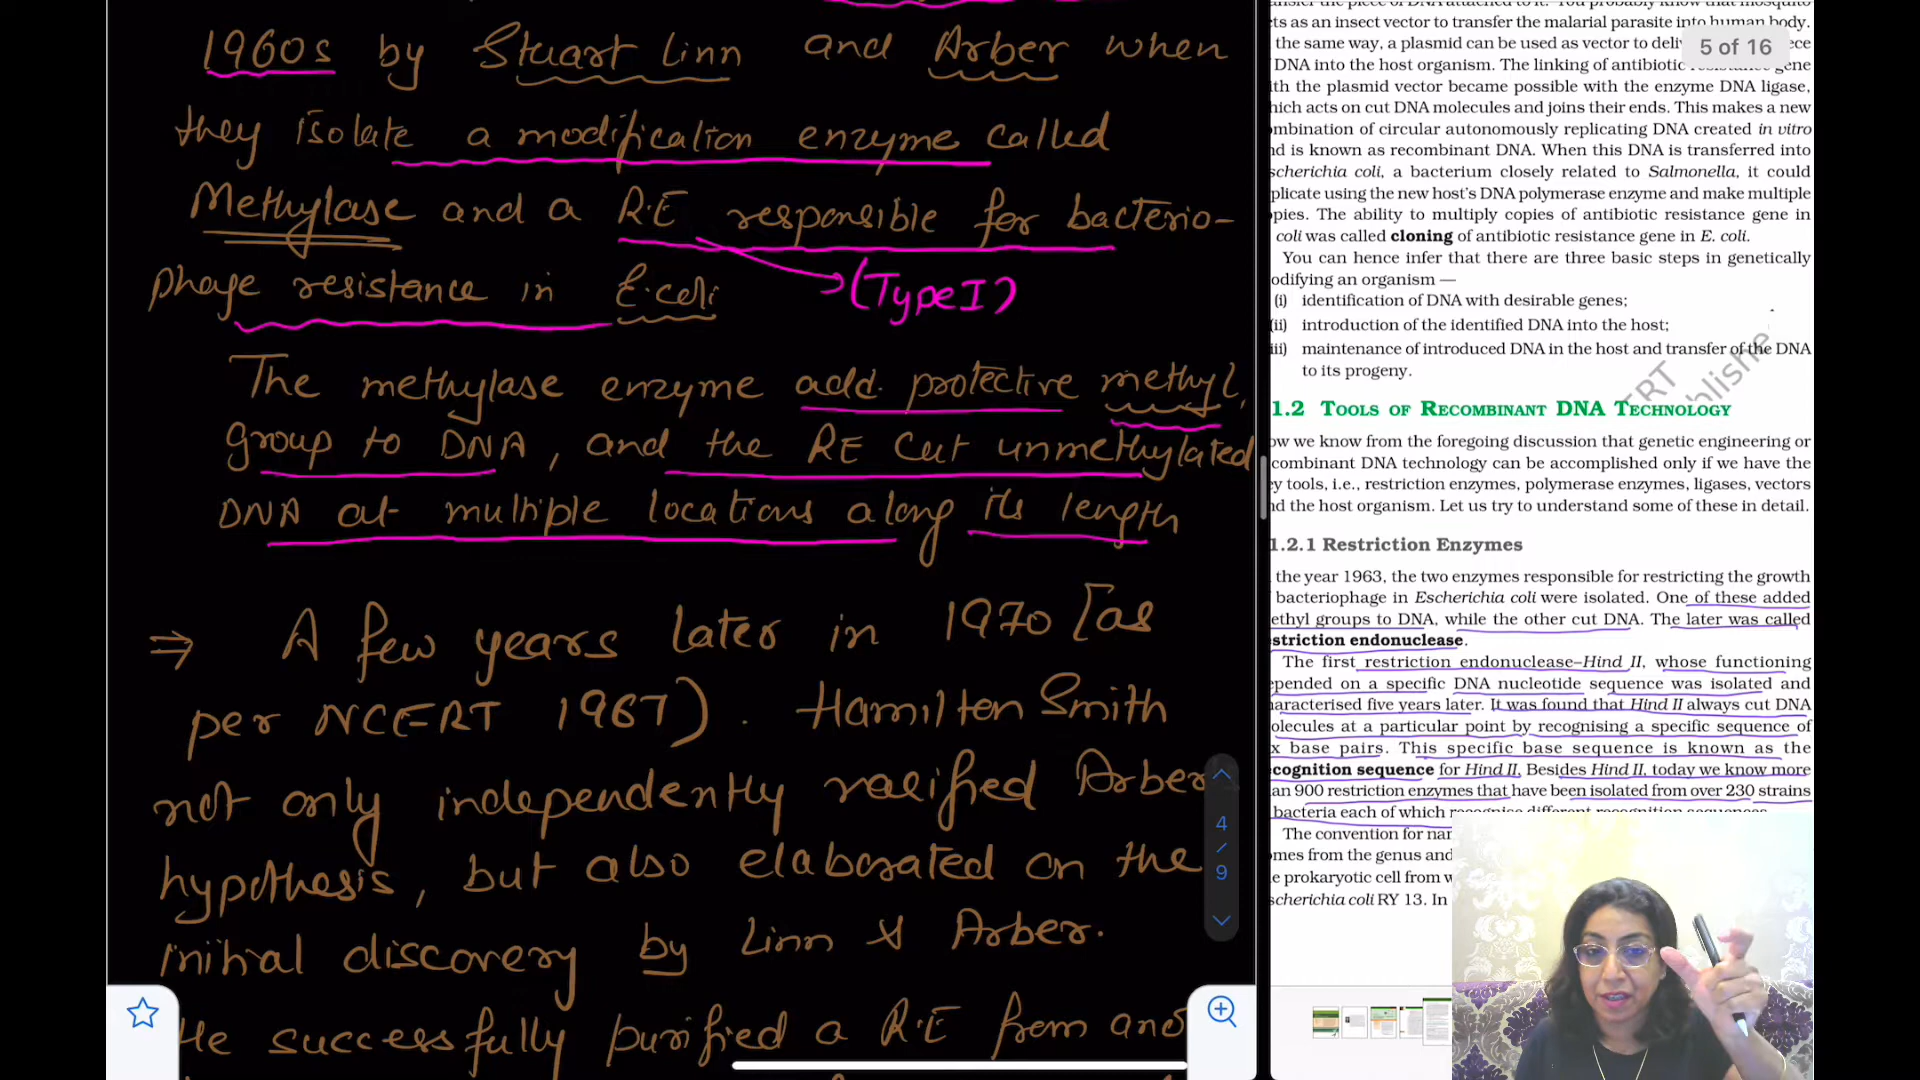 1960s by Stuart Linn and Arber when
they isolate a modification enzyme called
Methylase and a R.E responsible for bacterio-
phage resistance in E.coli
(Type I)
The methylase enzyme add protective methyl
group to DNA, and the RE cut unmethylated
DNA at multiple locations along its length
⇒ A few years later in 1970 [as
per NCERT 1967). Hamilton Smith
not only independently verified Arber
hypothesis, but also elaborated on the
initial discovery by Linn & Arber.
He successfully purified a R.E from
4
/
9
5 of 16
ts as an insect vector to transfer the malarial parasite into human body.
the same way, a plasmid can be used as vector to
DNA into the host organism. The linking of antibiotic resistance gene
th the plasmid vector became possible with the enzyme DNA ligase,
hich acts on cut DNA molecules and joins their ends. This makes a new
ombination of circular autonomously replicating DNA created in vitro
nd is known as recombinant DNA. When this DNA is transferred into
scherichia coli, a bacterium closely related to Salmonella, it could
plicate using the new host's DNA polymerase enzyme and make multiple
pies. The ability to multiply copies of antibiotic resistance gene in
coli was called cloning of antibiotic resistance gene in E. coli.
You can hence infer that there are three basic steps in genetically
odifying an organism —
(i) identification of DNA with desirable genes;
(ii) introduction of the identified DNA into the host;
iii) maintenance of introduced DNA in the host and transfer of the DNA
to its progeny.
1.2 TOOLS OF RECOMBINANT DNA TECHNOLOGY
ow we know from the foregoing discussion that genetic engineering or
combinant DNA technology can be accomplished only if we have the
ey tools, i.e., restriction enzymes, polymerase enzymes, ligases, vectors
nd the host organism. Let us try to understand some of these in detail.
1.2.1 Restriction Enzymes
the year 1963, the two enzymes responsible for restricting the growth
bacteriophage in Escherichia coli were isolated. One of these added
ethyl groups to DNA, while the other cut DNA. The later was called
striction endonuclease.
The first restriction endonuclease–Hind II, whose functioning
epended on a specific DNA nucleotide sequence was isolated and
aracterised five years later. It was found that Hind II always cut DNA
olecules at a particular point by recognising a specific sequence of
x base pairs. This specific base sequence is known as the
cognition sequence for Hind II. Besides Hind II, today we know more
an 900 restriction enzymes that have been isolated from over 230 strains
bacteria each of which recognise different recognition sequences.
The convention for
omes from the genus and
e prokaryotic cell from
scherichia coli RY 13. In